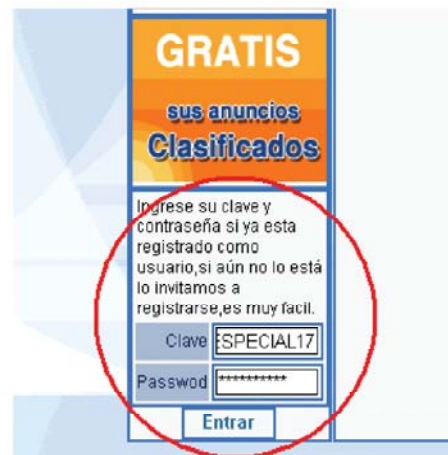 GRATIS
sus anuncios
Clasificados
Ingrese su clave y
contraseña si ya esta
registrado como
usuario,si aún no lo está
lo invitamos a
registrarse,es muy facil.
Clave ESPECIAL17
Passwod **********
Entrar